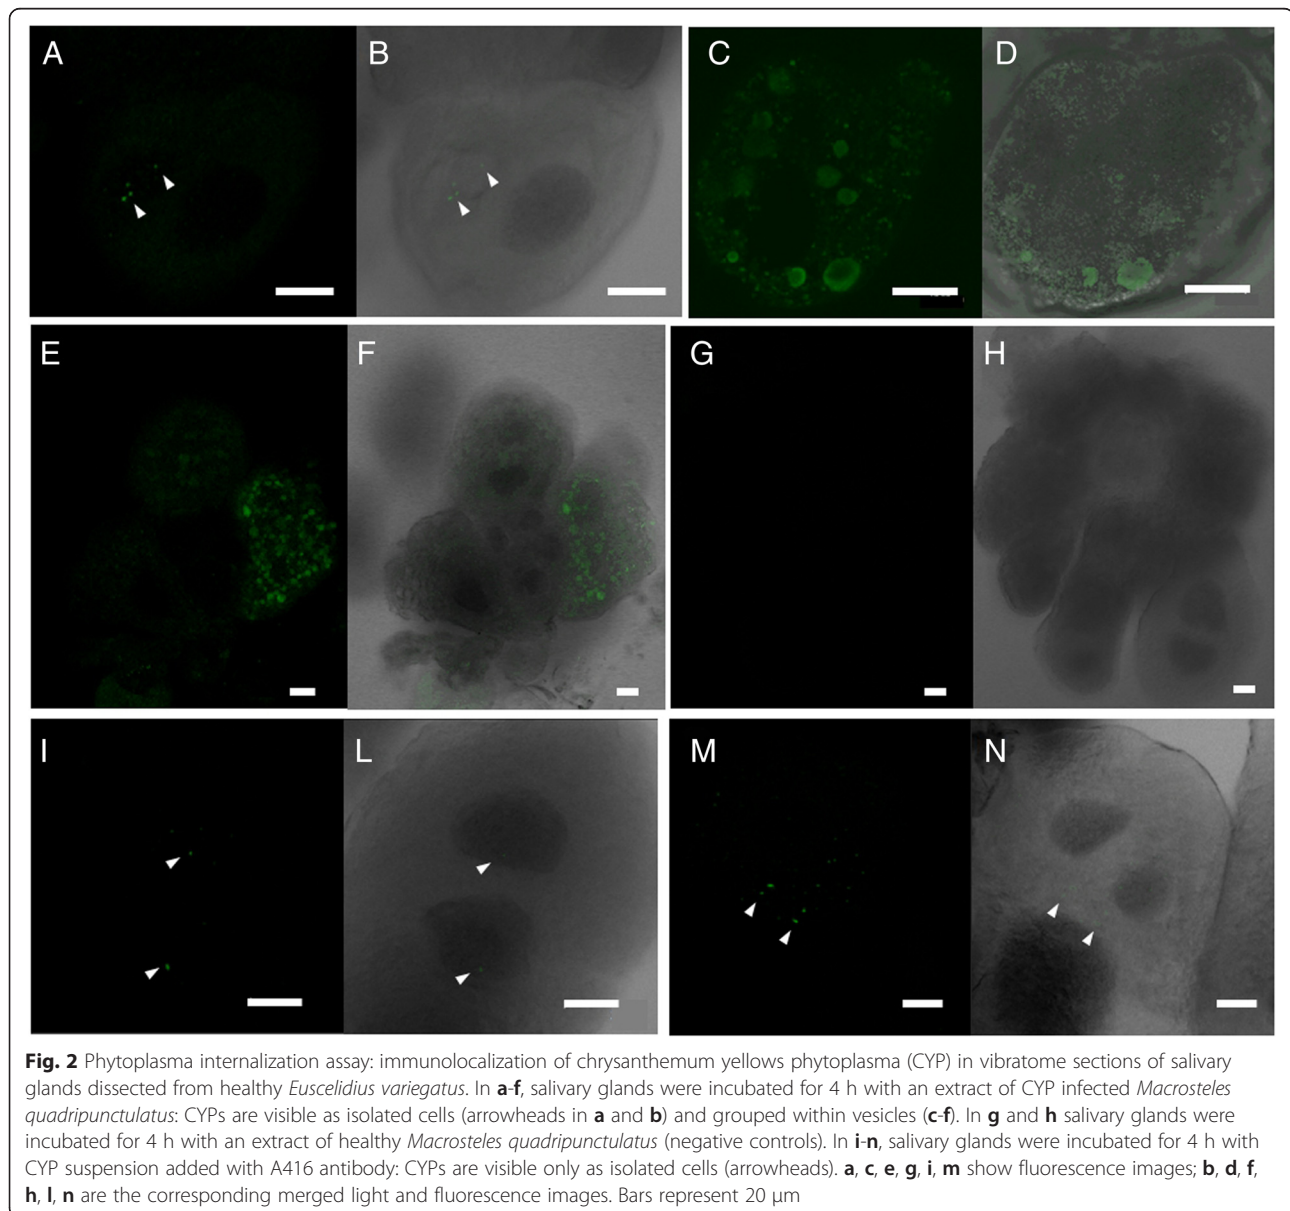 A B C D
E F G H
I L M N
Fig. 2 Phytoplasma internalization assay: immunolocalization of chrysanthemum yellows phytoplasma (CYP) in vibratome sections of salivary
glands dissected from healthy Euscelidius variegatus. In a-f, salivary glands were incubated for 4 h with an extract of CYP infected Macrosteles
quadripunctulatus: CYPs are visible as isolated cells (arrowheads in a and b) and grouped within vesicles (c-f). In g and h salivary glands were
incubated for 4 h with an extract of healthy Macrosteles quadripunctulatus (negative controls). In i-n, salivary glands were incubated for 4 h with
CYP suspension added with A416 antibody: CYPs are visible only as isolated cells (arrowheads). a, c, e, g, i, m show fluorescence images; b, d, f,
h, l, n are the corresponding merged light and fluorescence images. Bars represent 20 μm